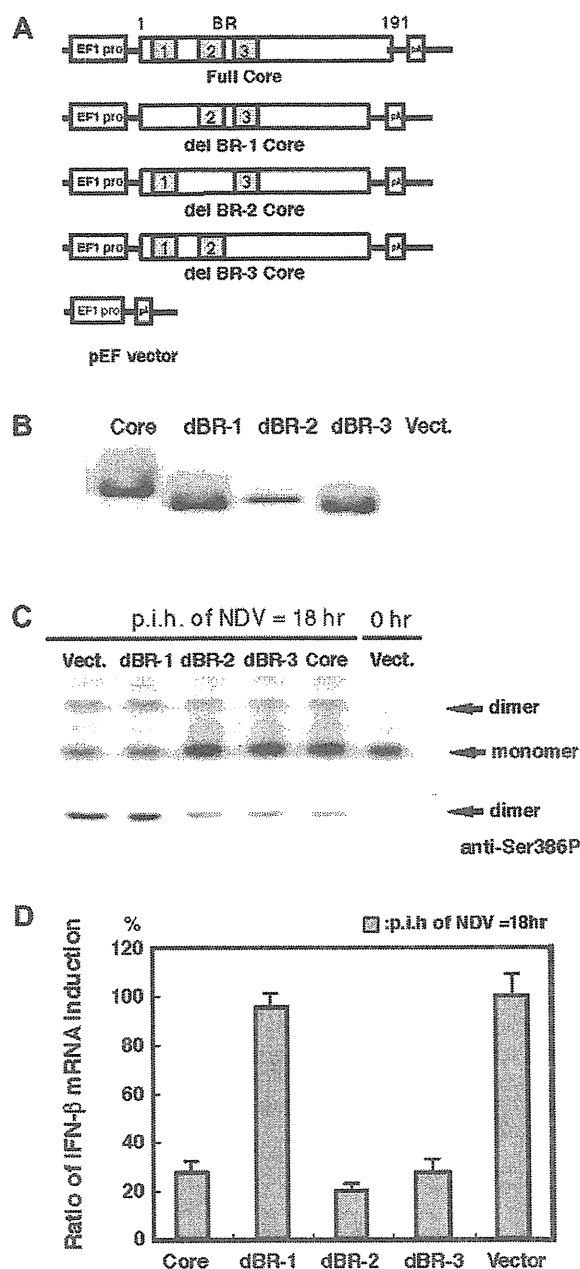 A
1 BR 191
EF1 pro 1 2 3 pA
Full Core
EF1 pro 2 3 pA
del BR-1 Core
EF1 pro 1 3 pA
del BR-2 Core
EF1 pro 1 2 pA
del BR-3 Core
EF1 pro pA
pEF vector
B
Core dBR-1 dBR-2 dBR-3 Vect.
C
p.i.h. of NDV = 18 hr 0 hr
Vect. dBR-1 dBR-2 dBR-3 Core Vect.
dimer
monomer
dimer
anti-Ser386P
D
% :p.i.h of NDV =18hr
Ratio of IFN-β mRNA induction
120
100
80
60
40
20
0
Core dBR-1 dBR-2 dBR-3 Vector